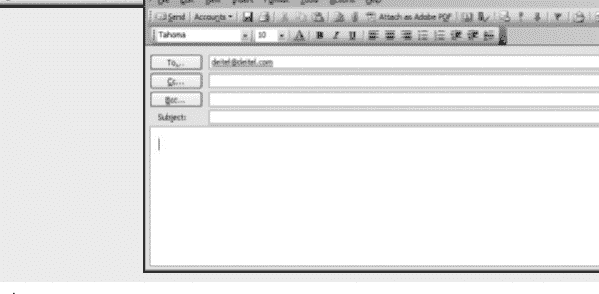 Send Accounts Attach as Adobe PDF
Tahoma 10 A B I U
To...
deitel@deitel.com
Cc...
Bcc...
Subject: